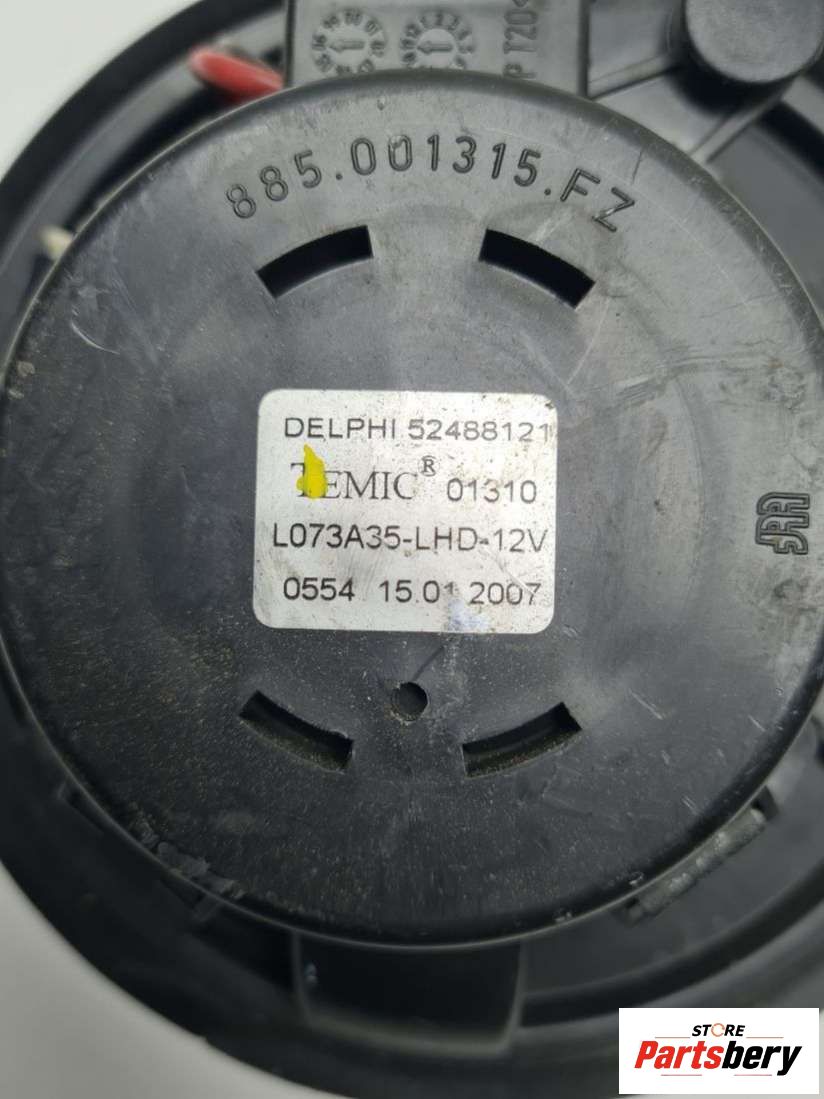 885.001315.FZ
DELPHI 52488121
TEMIC® 01310
L073A35-LHD-12V
0554 15.01.2007
STORE
Partsbery